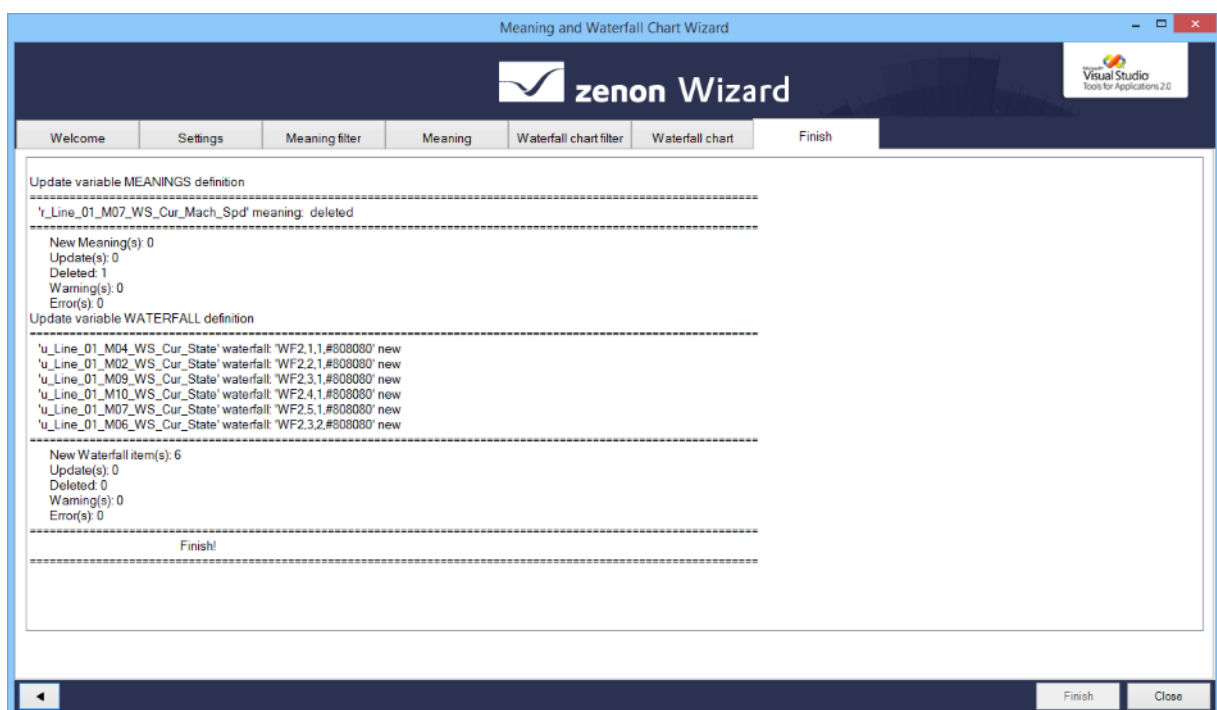 Meaning and Waterfall Chart Wizard
zenon Wizard
Microsoft
Visual Studio
Tools for Applications 2.0
Welcome Settings Meaning filter Meaning Waterfall chart filter Waterfall chart Finish
Update variable MEANINGS definition
==============================================================================================================
'r_Line_01_M07_WS_Cur_Mach_Spd' meaning: deleted
==============================================================================================================
New Meaning(s): 0
Update(s): 0
Deleted: 1
Warning(s): 0
Error(s): 0
Update variable WATERFALL definition
==============================================================================================================
'u_Line_01_M04_WS_Cur_State' waterfall: 'WF2,1,1,#808080' new
'u_Line_01_M02_WS_Cur_State' waterfall: 'WF2,2,1,#808080' new
'u_Line_01_M09_WS_Cur_State' waterfall: 'WF2,3,1,#808080' new
'u_Line_01_M10_WS_Cur_State' waterfall: 'WF2,4,1,#808080' new
'u_Line_01_M07_WS_Cur_State' waterfall: 'WF2,5,1,#808080' new
'u_Line_01_M06_WS_Cur_State' waterfall: 'WF2,3,2,#808080' new
==============================================================================================================
New Waterfall item(s): 6
Update(s): 0
Deleted: 0
Warning(s): 0
Error(s): 0
==============================================================================================================
Finish!
==============================================================================================================
Finish Close